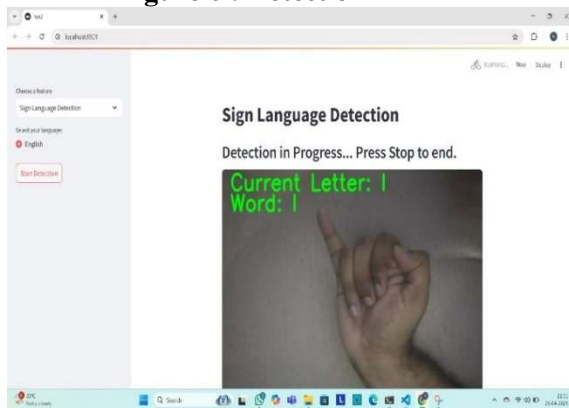 localhost:8501
Stop
Deploy
Choose a feature
Sign Language Detection
Select your language:
English
Start Detection
Sign Language Detection
Detection in Progress... Press Stop to end.
Current Letter: I
Word: I
Search